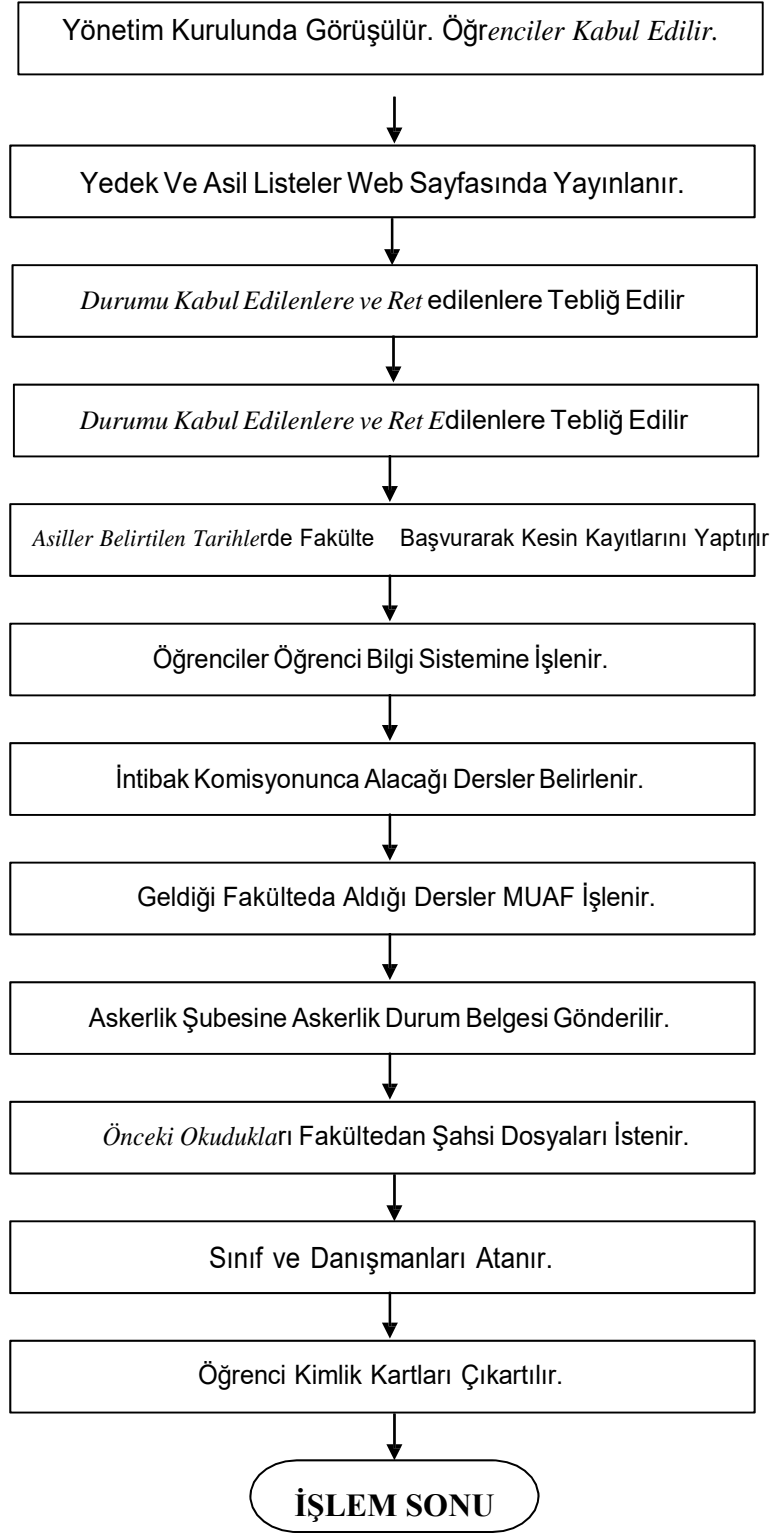 Yönetim Kurulunda Görüşülür. Öğrenciler Kabul Edilir.
Yedek Ve Asil Listeler Web Sayfasında Yayınlanır.
Durumu Kabul Edilenlere ve Ret edilenlere Tebliğ Edilir
Durumu Kabul Edilenlere ve Ret Edilenlere Tebliğ Edilir
Asiller Belirtilen Tarihlerde Fakülte Başvurarak Kesin Kayıtlarını Yaptırır
Öğrenciler Öğrenci Bilgi Sistemine İşlenir.
İntibak Komisyonunca Alacağı Dersler Belirlenir.
Geldiği Fakülteda Aldığı Dersler MUAF İşlenir.
Askerlik Şubesine Askerlik Durum Belgesi Gönderilir.
Önceki Okudukları Fakültedan Şahsi Dosyaları İstenir.
Sınıf ve Danışmanları Atanır.
Öğrenci Kimlik Kartları Çıkartılır.
İŞLEM SONU